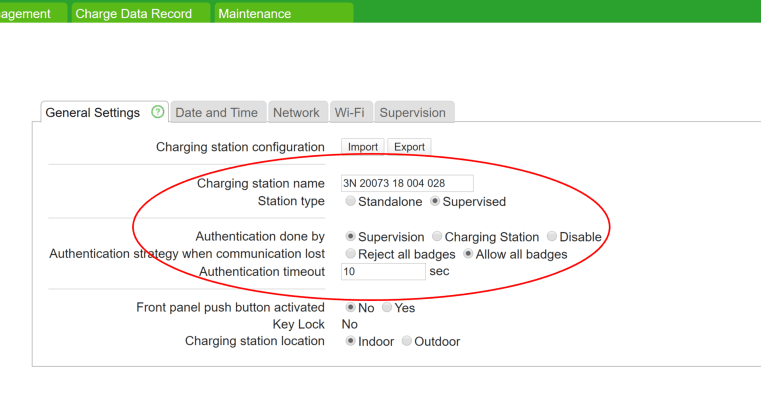 agement Charge Data Record Maintenance
General Settings ? Date and Time Network Wi-Fi Supervision
Charging station configuration Import Export
Charging station name 3N 20073 18 004 028
Station type Standalone Supervised
Authentication done by Supervision Charging Station Disable
Authentication strategy when communication lost Reject all badges Allow all badges
Authentication timeout 10 sec
Front panel push button activated No Yes
Key Lock No
Charging station location Indoor Outdoor